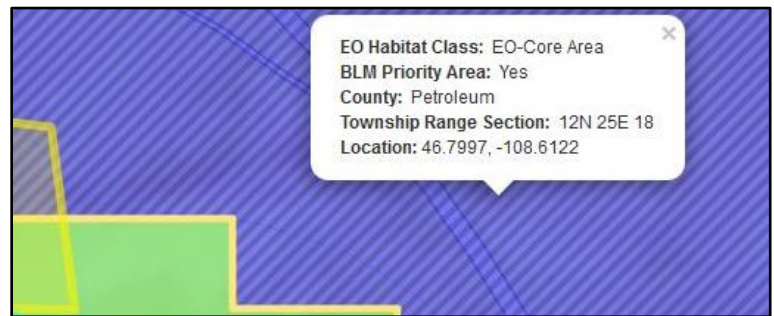 EO Habitat Class: EO-Core Area
BLM Priority Area: Yes
County: Petroleum
Township Range Section: 12N 25E 18
Location: 46.7997, -108.6122